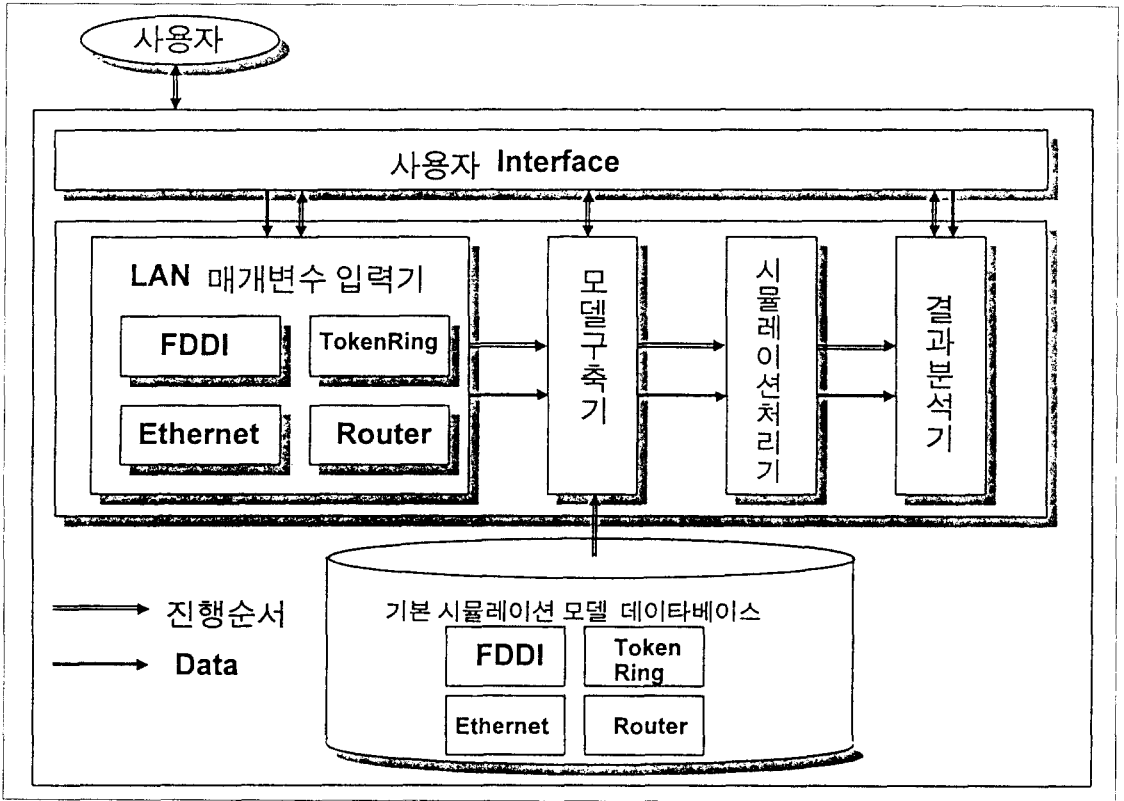 사용자
사용자 Interface
LAN 매개변수 입력기
FDDI
TokenRing
Ethernet
Router
모델구축기
시뮬레이션처리기
결과분석기
기본 시뮬레이션 모델 데이타베이스
FDDI
Token
Ring
Ethernet
Router
진행순서
Data